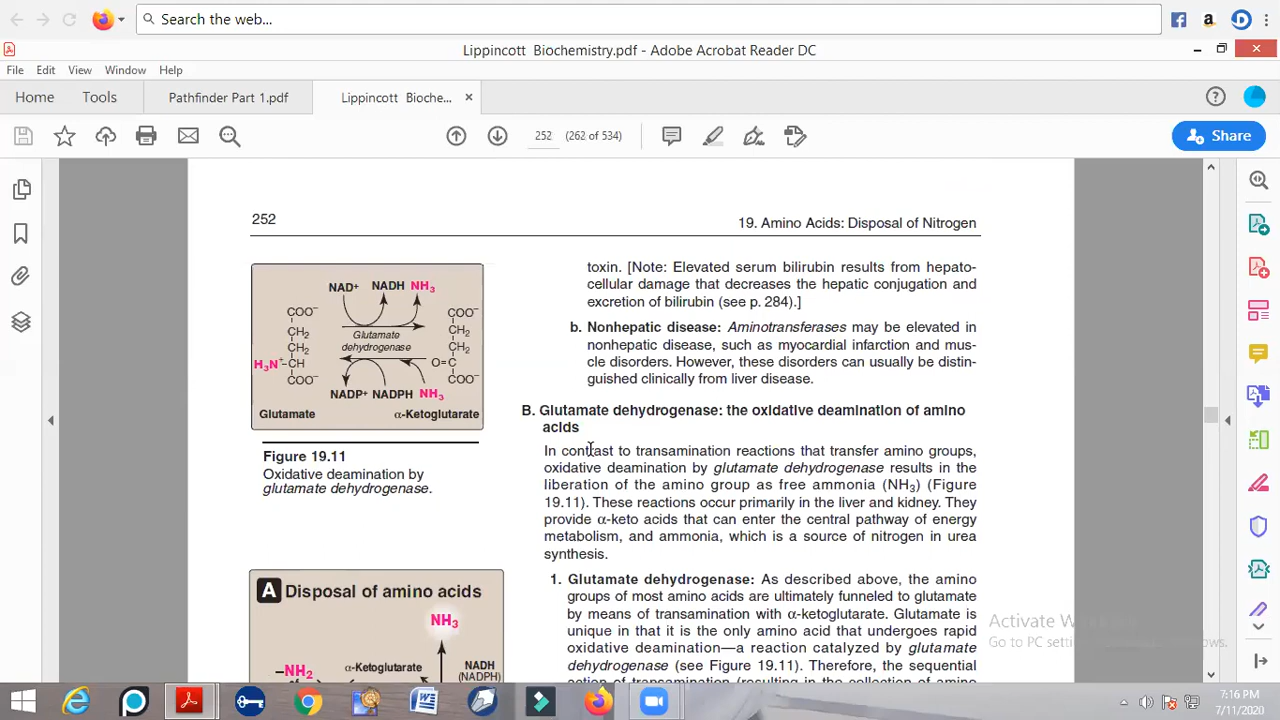 Search the web...
Lippincott Biochemistry.pdf - Adobe Acrobat Reader DC
File Edit View Window Help
Home Tools Pathfinder Part 1.pdf Lippincott Bioche... ×
252 (262 of 534)
Share
252
19. Amino Acids: Disposal of Nitrogen
NAD+ NADH NH3
COO– CH2 CH2 CH COO–
H3N+
Glutamate
dehydrogenase
COO– CH2 CH2 O=C COO–
NADP+ NADPH NH3
Glutamate α-Ketoglutarate
Figure 19.11
Oxidative deamination by
glutamate dehydrogenase.
A Disposal of amino acids
NH3
–NH2
α-Ketoglutarate
NADH
(NADPH)
toxin. [Note: Elevated serum bilirubin results from hepato-
cellular damage that decreases the hepatic conjugation and
excretion of bilirubin (see p. 284).]
b. Nonhepatic disease: Aminotransferases may be elevated in
nonhepatic disease, such as myocardial infarction and mus-
cle disorders. However, these disorders can usually be distin-
guished clinically from liver disease.
B. Glutamate dehydrogenase: the oxidative deamination of amino
acids
In contrast to transamination reactions that transfer amino groups,
oxidative deamination by glutamate dehydrogenase results in the
liberation of the amino group as free ammonia (NH3) (Figure
19.11). These reactions occur primarily in the liver and kidney. They
provide α-keto acids that can enter the central pathway of energy
metabolism, and ammonia, which is a source of nitrogen in urea
synthesis.
1. Glutamate dehydrogenase: As described above, the amino
groups of most amino acids are ultimately funneled to glutamate
by means of transamination with α-ketoglutarate. Glutamate is
unique in that it is the only amino acid that undergoes rapid
oxidative deamination—a reaction catalyzed by glutamate
dehydrogenase (see Figure 19.11). Therefore, the sequential
action of transamination (resulting in the collection of amino
Activate W
Go to PC settings
7:16 PM
7/11/2020